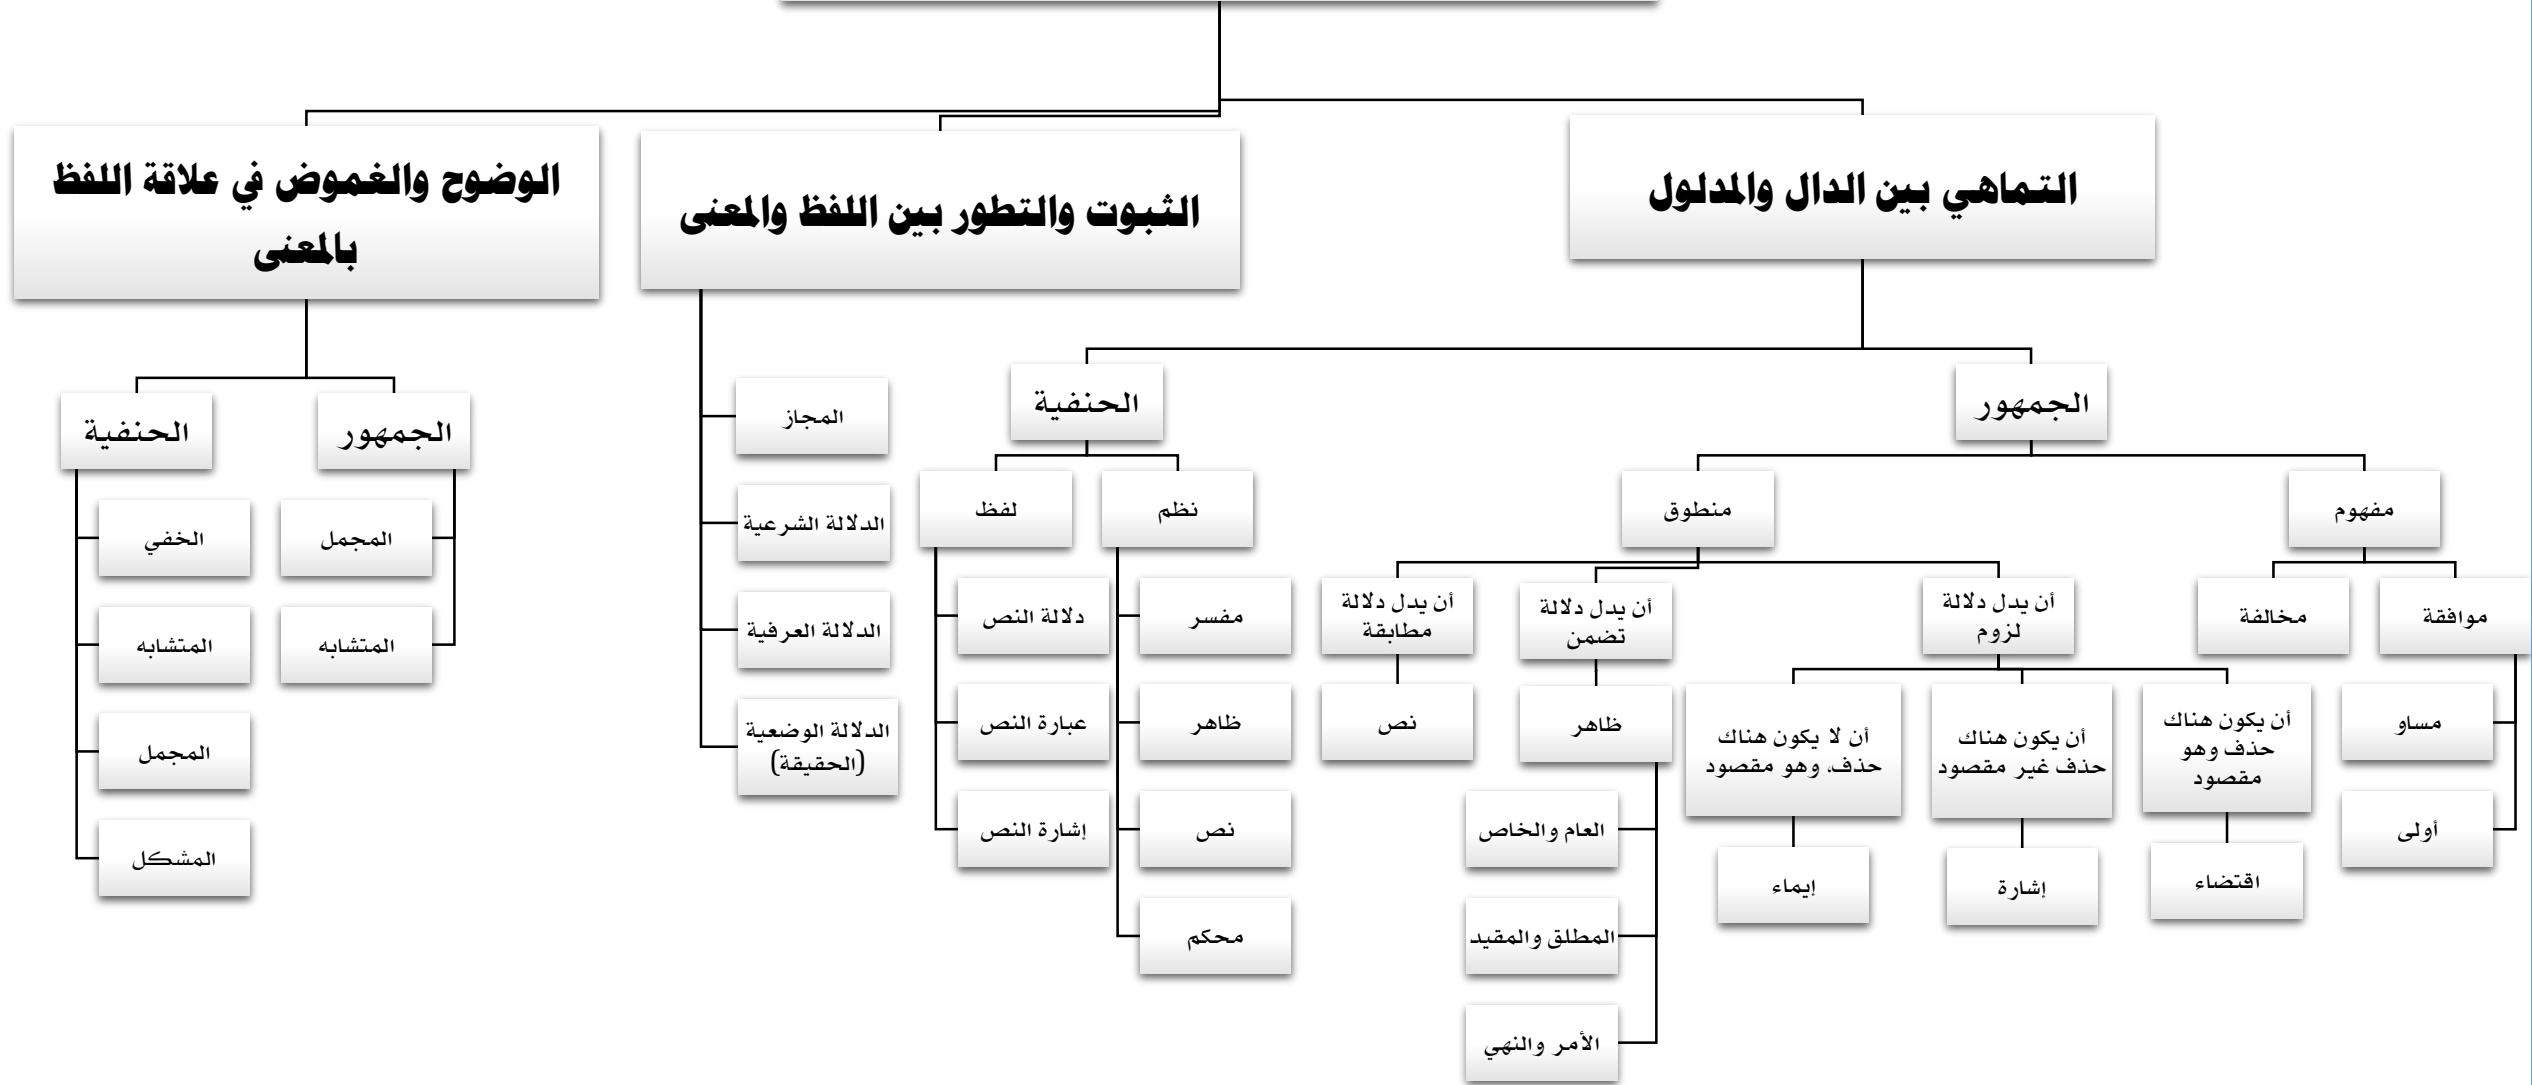 التماهي بين الدال والمدلول
الثبوت والتطور بين اللفظ والمعنى
الوضوح والغموض في علاقة اللفظ
بالمعنى
الجمهور
الحنفية
مفهوم
منطوق
موافقة
مخالفة
مساو
أولى
أن يدل دلالة
لزوم
أن يكون هناك
حذف وهو
مقصود
اقتضاء
أن يكون هناك
حذف غير مقصود
إشارة
أن لا يكون هناك
حذف، وهو مقصود
إيماء
أن يدل دلالة
تضمن
ظاهر
العام والخاص
المطلق والمقيد
الأمر والنهي
أن يدل دلالة
مطابقة
نص
نظم
مفسر
ظاهر
نص
محكم
لفظ
دلالة النص
عبارة النص
إشارة النص
المجاز
الدلالة الشرعية
الدلالة العرفية
الدلالة الوضعية
(الحقيقة)
الجمهور
المجمل
المتشابه
الحنفية
الخفي
المتشابه
المجمل
المشكل